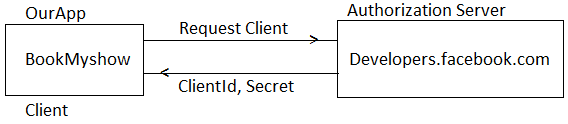 OurApp
Authorization Server
Request Client
BookMyshow
Developers.facebook.com
ClientId, Secret
Client